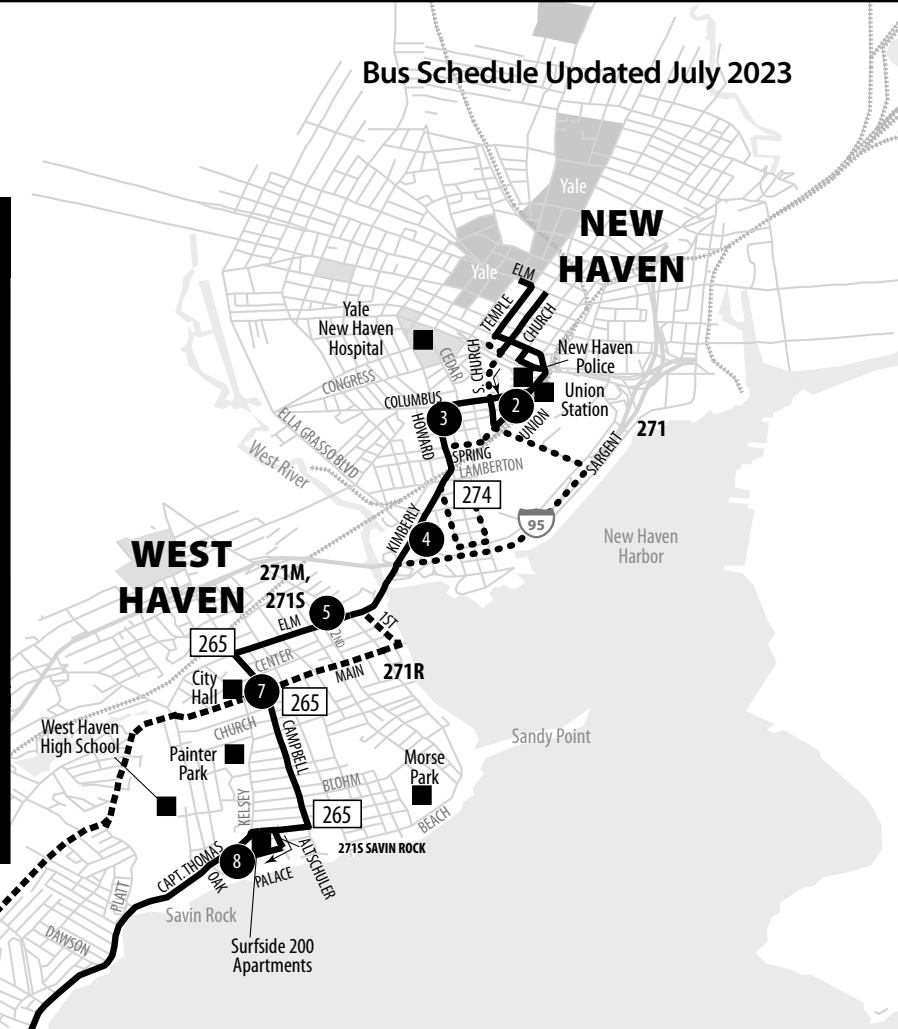 Bus Schedule Updated July 2023
Yale
NEW
HAVEN
Yale
ELM
TEMPLE
CHURCH
Yale
New Haven
Hospital
CEDAR
S. CHURCH
New Haven
Police
Union
Station
CONGRESS
COLUMBUS
2
3
UNION
271
ELLA GRASSO BLVD
HOWARD
SPRING
LAMBERTON
SARGENT
West River
274
95
KIMBERLY
4
New Haven
Harbor
WEST
HAVEN
271M,
271S
5
ELM
2ND
1ST
265
CENTER
MAIN
271R
City
Hall
7
265
CHURCH
CAMPBELL
West Haven
High School
Painter
Park
Sandy Point
Morse
Park
BLOHM
KELSEY
265
BEACH
271S SAVIN ROCK
ALTSCHULER
CAPT. THOMAS
8
OAK
PALACE
PLATT
Savin Rock
DAWSON
Surfside 200
Apartments